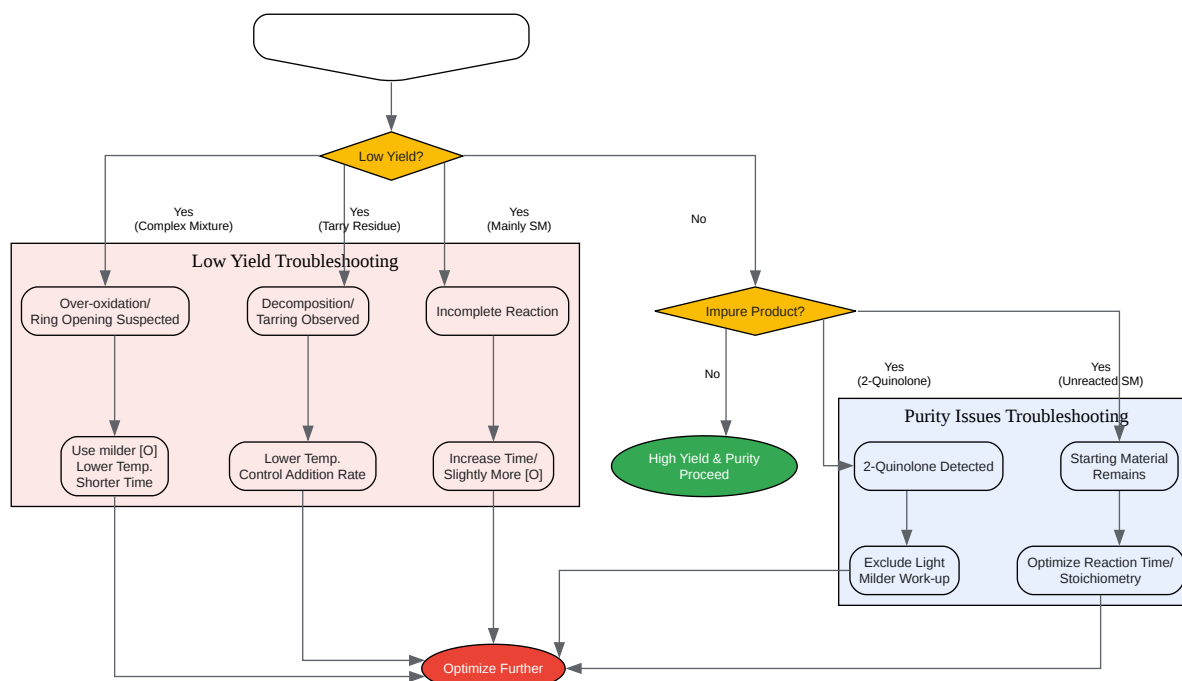 Low Yield?
Yes
(Complex Mixture)
Yes
(Tarry Residue)
Yes
(Mainly SM)
No
Low Yield Troubleshooting
Over-oxidation/
Ring Opening Suspected
Decomposition/
Tarring Observed
Incomplete Reaction
Impure Product?
No
Yes
(2-Quinolone)
Yes
(Unreacted SM)
Purity Issues Troubleshooting
Use milder [O]
Lower Temp.
Shorter Time
Lower Temp.
Control Addition Rate
Increase Time/
Slightly More [O]
High Yield & Purity
Proceed
2-Quinolone Detected
Starting Material
Remains
Exclude Light
Milder Work-up
Optimize Reaction Time/
Stoichiometry
Optimize Further